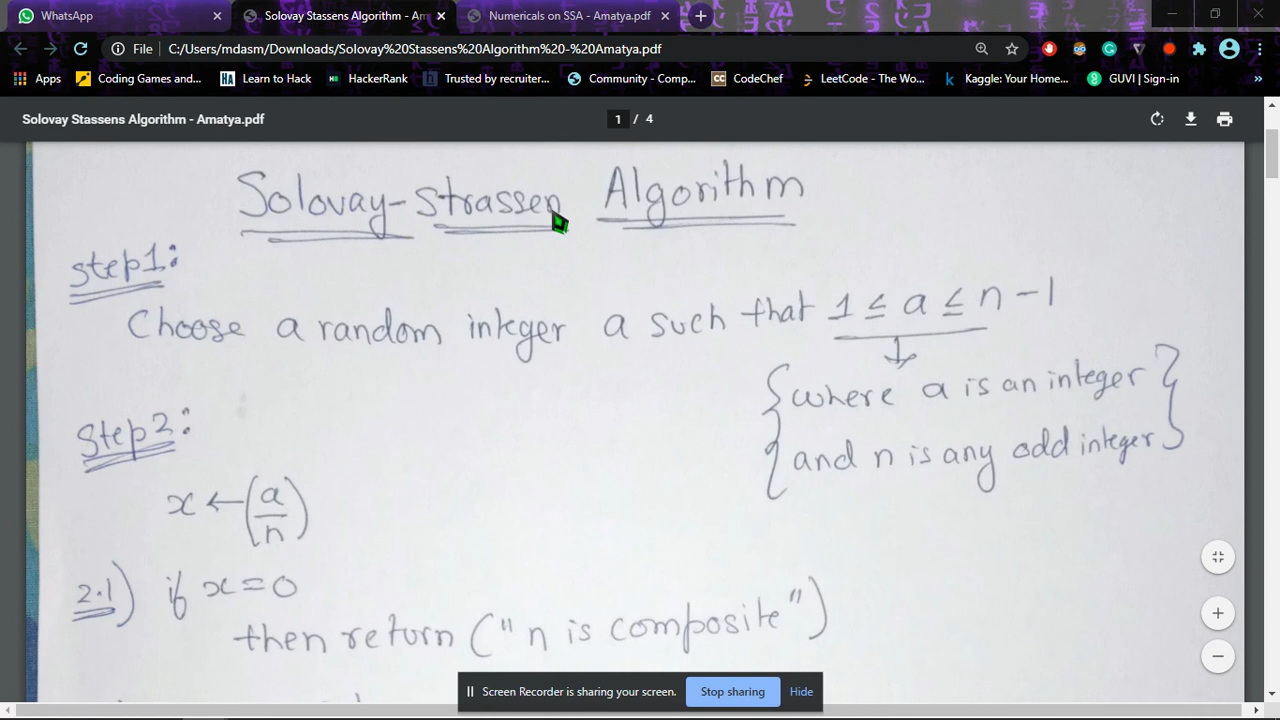 WhatsApp
Solovay Stassens Algorithm - Am
Numericals on SSA - Amatya.pdf
File
C:/Users/mdasm/Downloads/Solovay%20Stassens%20Algorithm%20-%20Amatya.pdf
Apps
Coding Games and...
Learn to Hack
HackerRank
Trusted by recruiter...
Community - Comp...
CodeChef
LeetCode - The Wo...
Kaggle: Your Home...
GUVI | Sign-in
»
Solovay Stassens Algorithm - Amatya.pdf
1 / 4
Solovay-Strassen Algorithm
Step1:
Choose a random integer a such that 1 ≤ a ≤ n-1
{where a is an integer
and n is any odd integer}
Step2:
x ← (a/n)
2.1) if x=0
then return ("n is composite")
Screen Recorder is sharing your screen.
Stop sharing
Hide